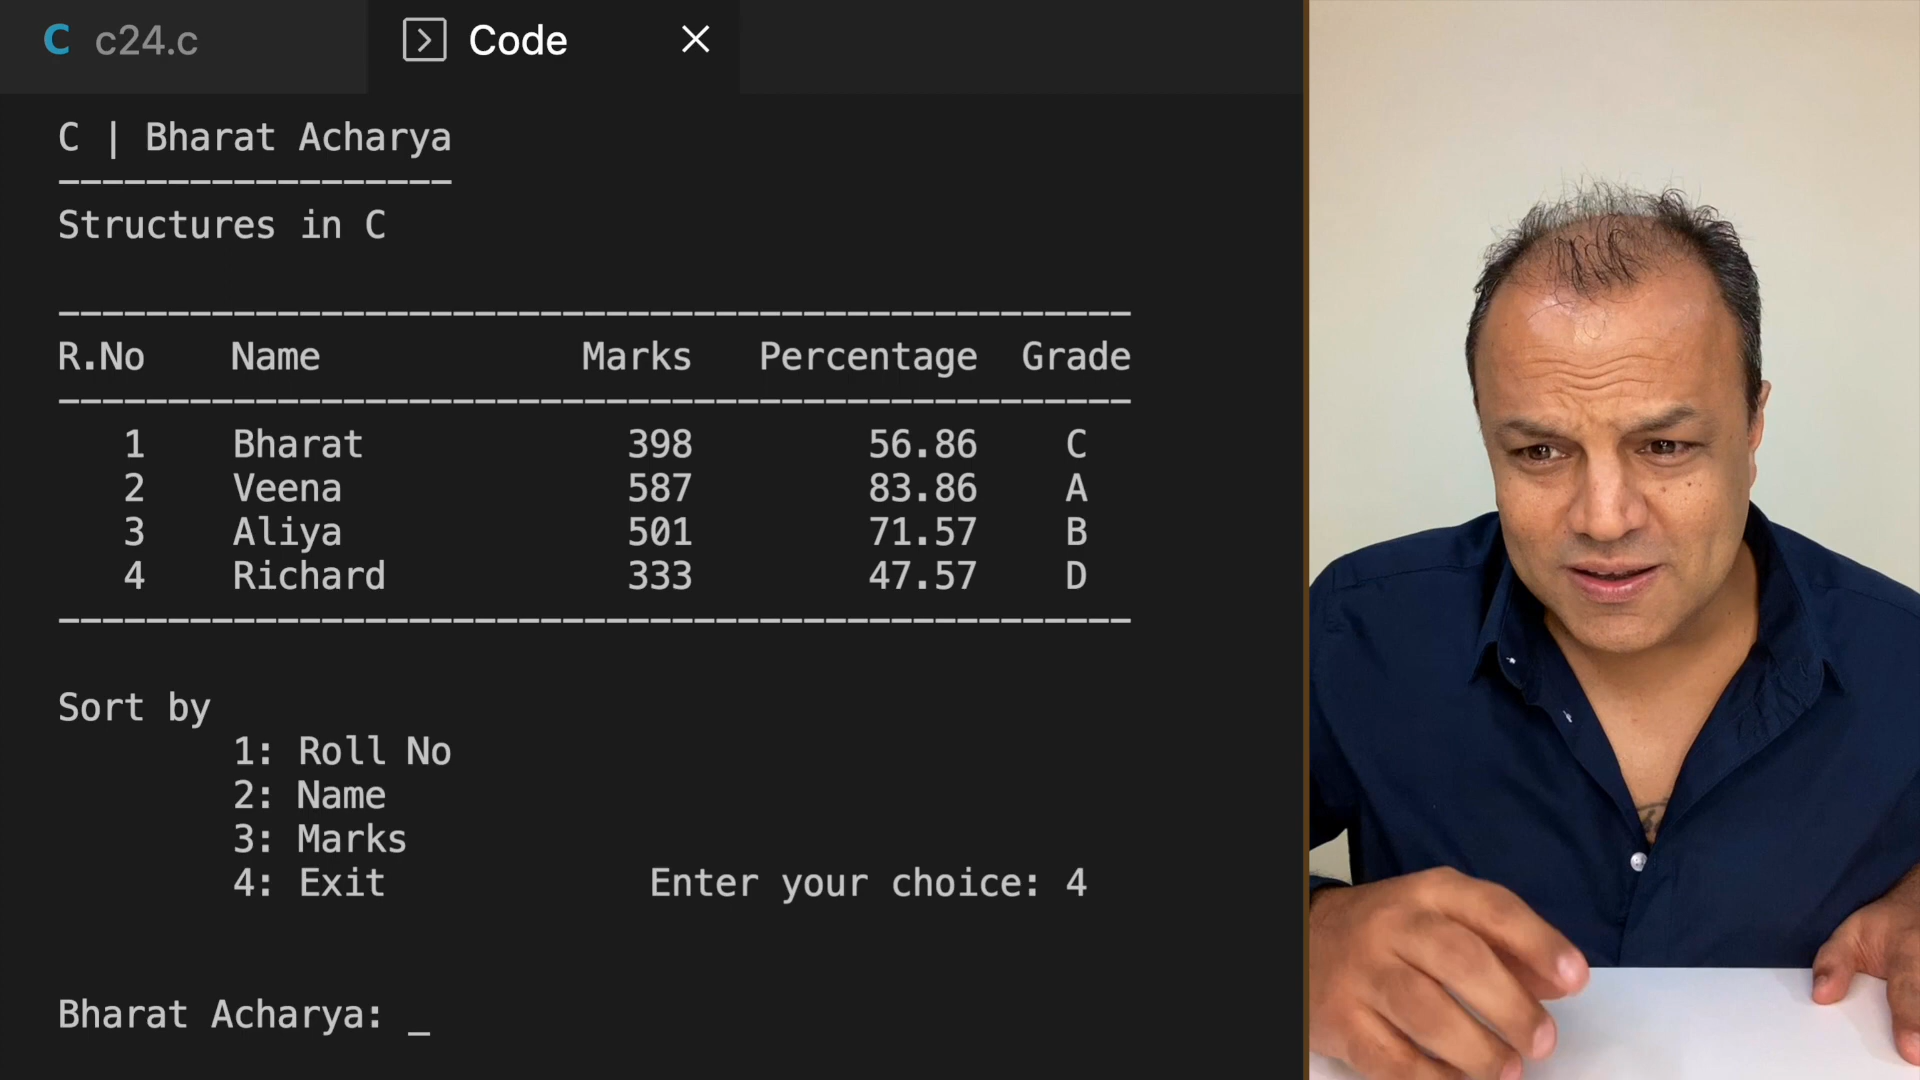 C c24.c
Code
C | Bharat Acharya
------------------
Structures in C
-------------------------------------------------
R.No Name Marks Percentage Grade
-------------------------------------------------
1 Bharat 398 56.86 C
2 Veena 587 83.86 A
3 Aliya 501 71.57 B
4 Richard 333 47.57 D
-------------------------------------------------
Sort by
1: Roll No
2: Name
3: Marks
4: Exit Enter your choice: 4
Bharat Acharya: _